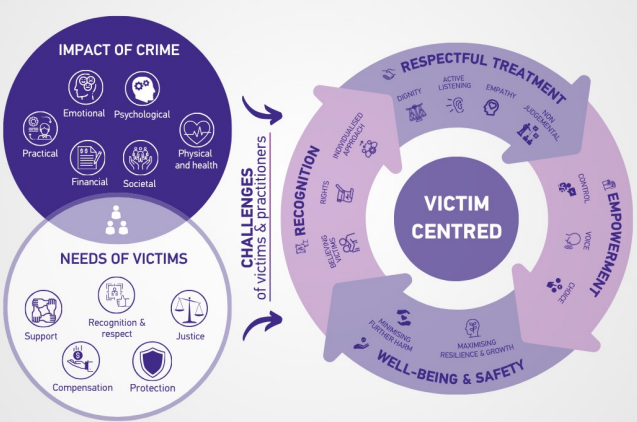 IMPACT OF CRIME
Emotional
Psychological
Practical
Physical
and health
Financial
Societal
NEEDS OF VICTIMS
Support
Recognition &
respect
Justice
Compensation
Protection
CHALLENGES
of victims & practitioners
VICTIM
CENTRED
RESPECTFUL TREATMENT
DIGNITY
ACTIVE
LISTENING
EMPATHY
NON
JUDGEMENTAL
EMPOWERMENT
CONTROL
VOICE
CHOICE
WELL-BEING & SAFETY
MAXIMISING
RESILIENCE & GROWTH
MINIMISING
FURTHER HARM
RECOGNITION
BELIEVING
VICTIMS
RIGHTS
INDIVIDUALISED
APPROACH